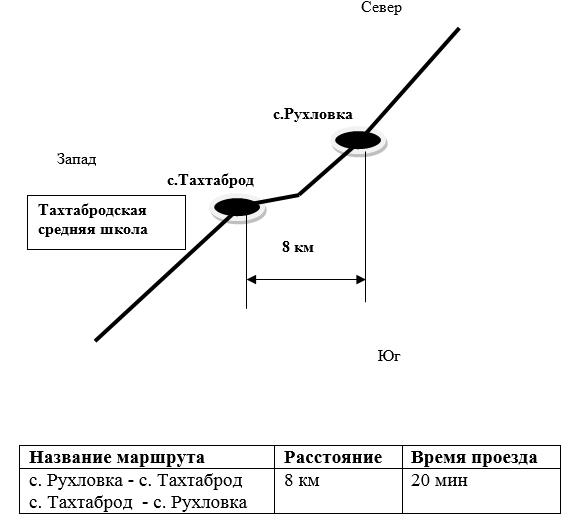 Север
с.Рухловка
Запад
с.Тахтаброд
Тахтабродская
средняя школа
8 км
Юг
Название маршрута Расстояние Время проезда
с. Рухловка - с. Тахтаброд 8 км 20 мин
с. Тахтаброд - с. Рухловка